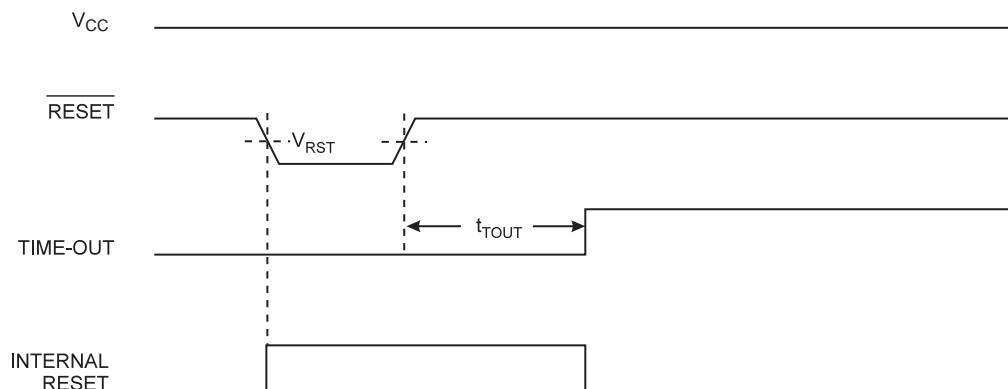 VCC
RESET
VRST
tTOUT
TIME-OUT
INTERNAL
RESET